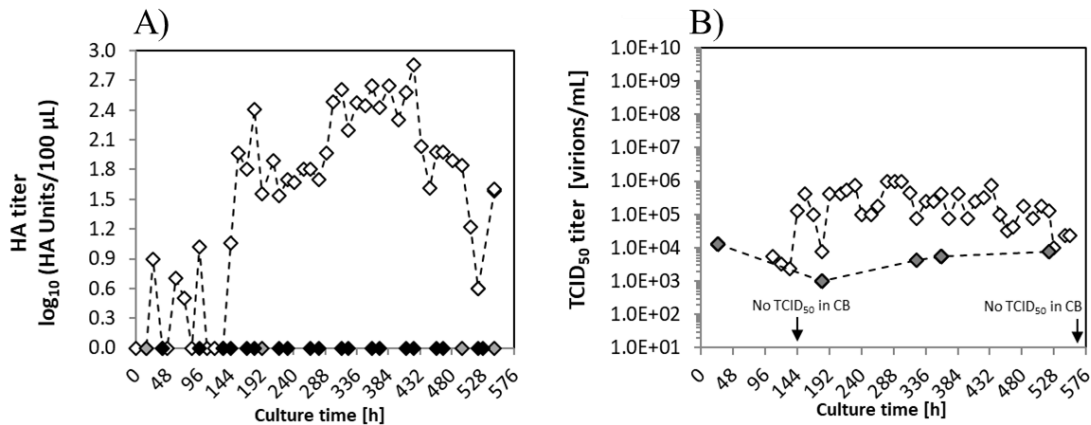 A)
HA titer
log₁₀ (HA Units/100 µL)
3.0
2.7
2.4
2.1
1.8
1.5
1.2
0.9
0.6
0.3
0.0
0
48
96
144
192
240
288
336
384
432
480
528
576
Culture time [h]
B)
TCID₅₀ titer [virions/mL]
1.0E+10
1.0E+09
1.0E+08
1.0E+07
1.0E+06
1.0E+05
1.0E+04
1.0E+03
1.0E+02
1.0E+01
No TCID₅₀ in CB
No TCID₅₀ in CB
0
48
96
144
192
240
288
336
384
432
480
528
576
Culture time [h]